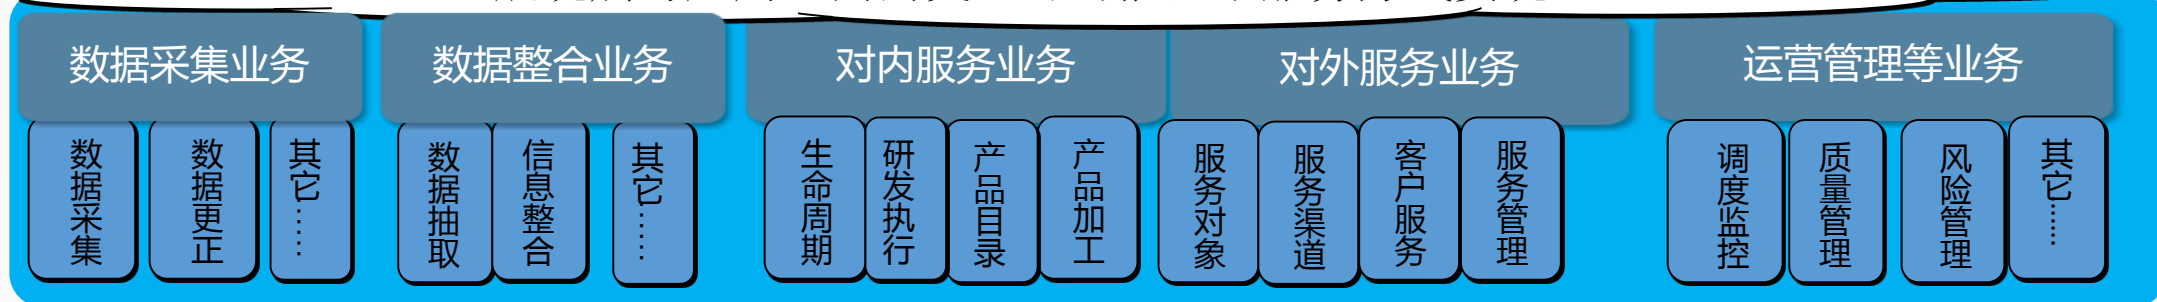 数据采集业务
数据整合业务
对内服务业务
对外服务业务
运营管理等业务
数据采集
数据更正
其它……
数据抽取
信息整合
其它……
生命周期
研发执行
产品目录
产品加工
服务对象
服务渠道
客户服务
服务管理
调度监控
质量管理
风险管理
其它……